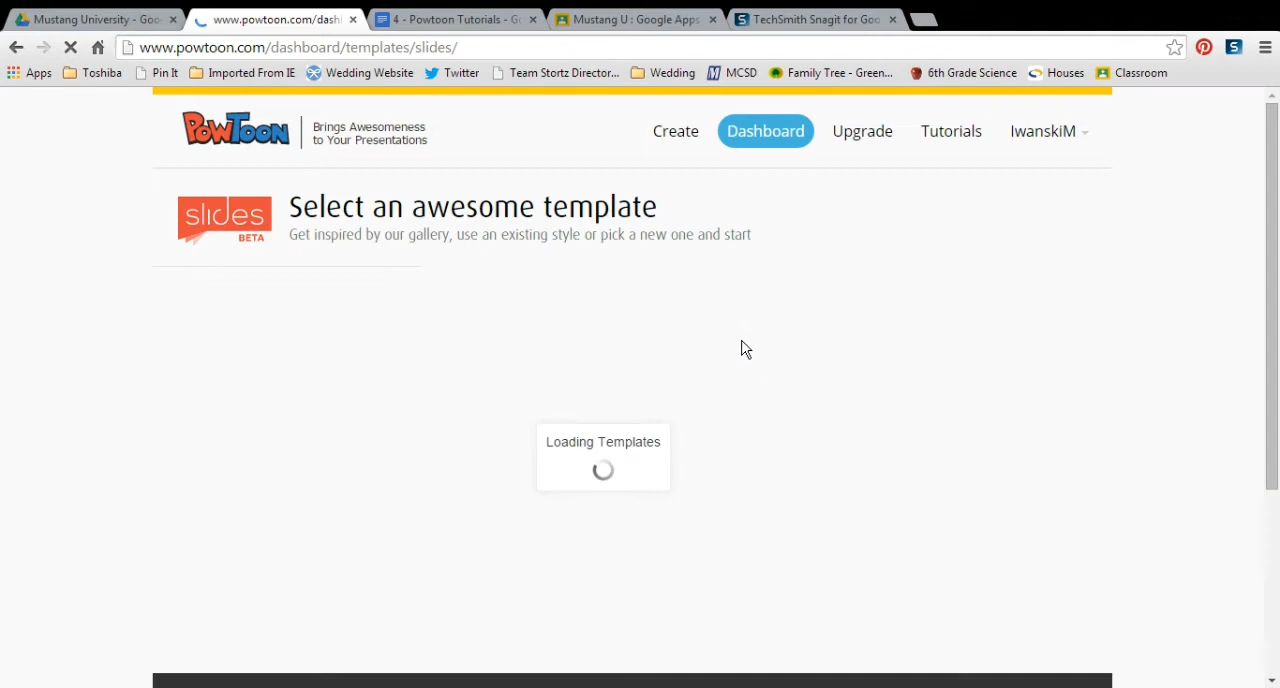 Mustang University - Goo
www.powtoon.com/dash
4 - Powtoon Tutorials - Go
Mustang U : Google Apps
TechSmith Snagit for Goo
www.powtoon.com/dashboard/templates/slides/
Apps Toshiba Pin It Imported From IE Wedding Website Twitter Team Stortz Director... Wedding MCSD Family Tree - Green... 6th Grade Science Houses Classroom
POWTOON
Brings Awesomeness
to Your Presentations
Create Dashboard Upgrade Tutorials IwanskiM
slides
BETA
Select an awesome template
Get inspired by our gallery, use an existing style or pick a new one and start
Loading Templates